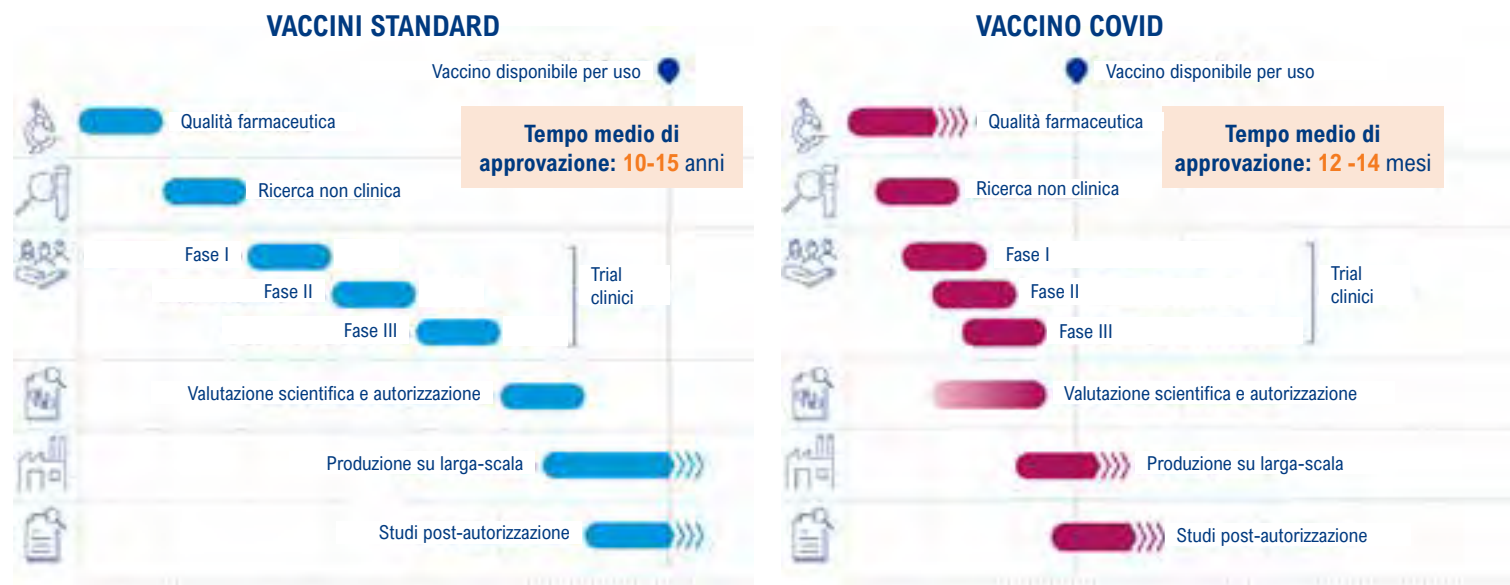 VACCINI STANDARD
Vaccino disponibile per uso
Qualità farmaceutica
Tempo medio di
approvazione: 10-15 anni
Ricerca non clinica
Fase I
Fase II
Fase III
Trial
clinici
Valutazione scientifica e autorizzazione
Produzione su larga-scala
Studi post-autorizzazione
VACCINO COVID
Vaccino disponibile per uso
Qualità farmaceutica
Tempo medio di
approvazione: 12 -14 mesi
Ricerca non clinica
Fase I
Fase II
Fase III
Trial
clinici
Valutazione scientifica e autorizzazione
Produzione su larga-scala
Studi post-autorizzazione